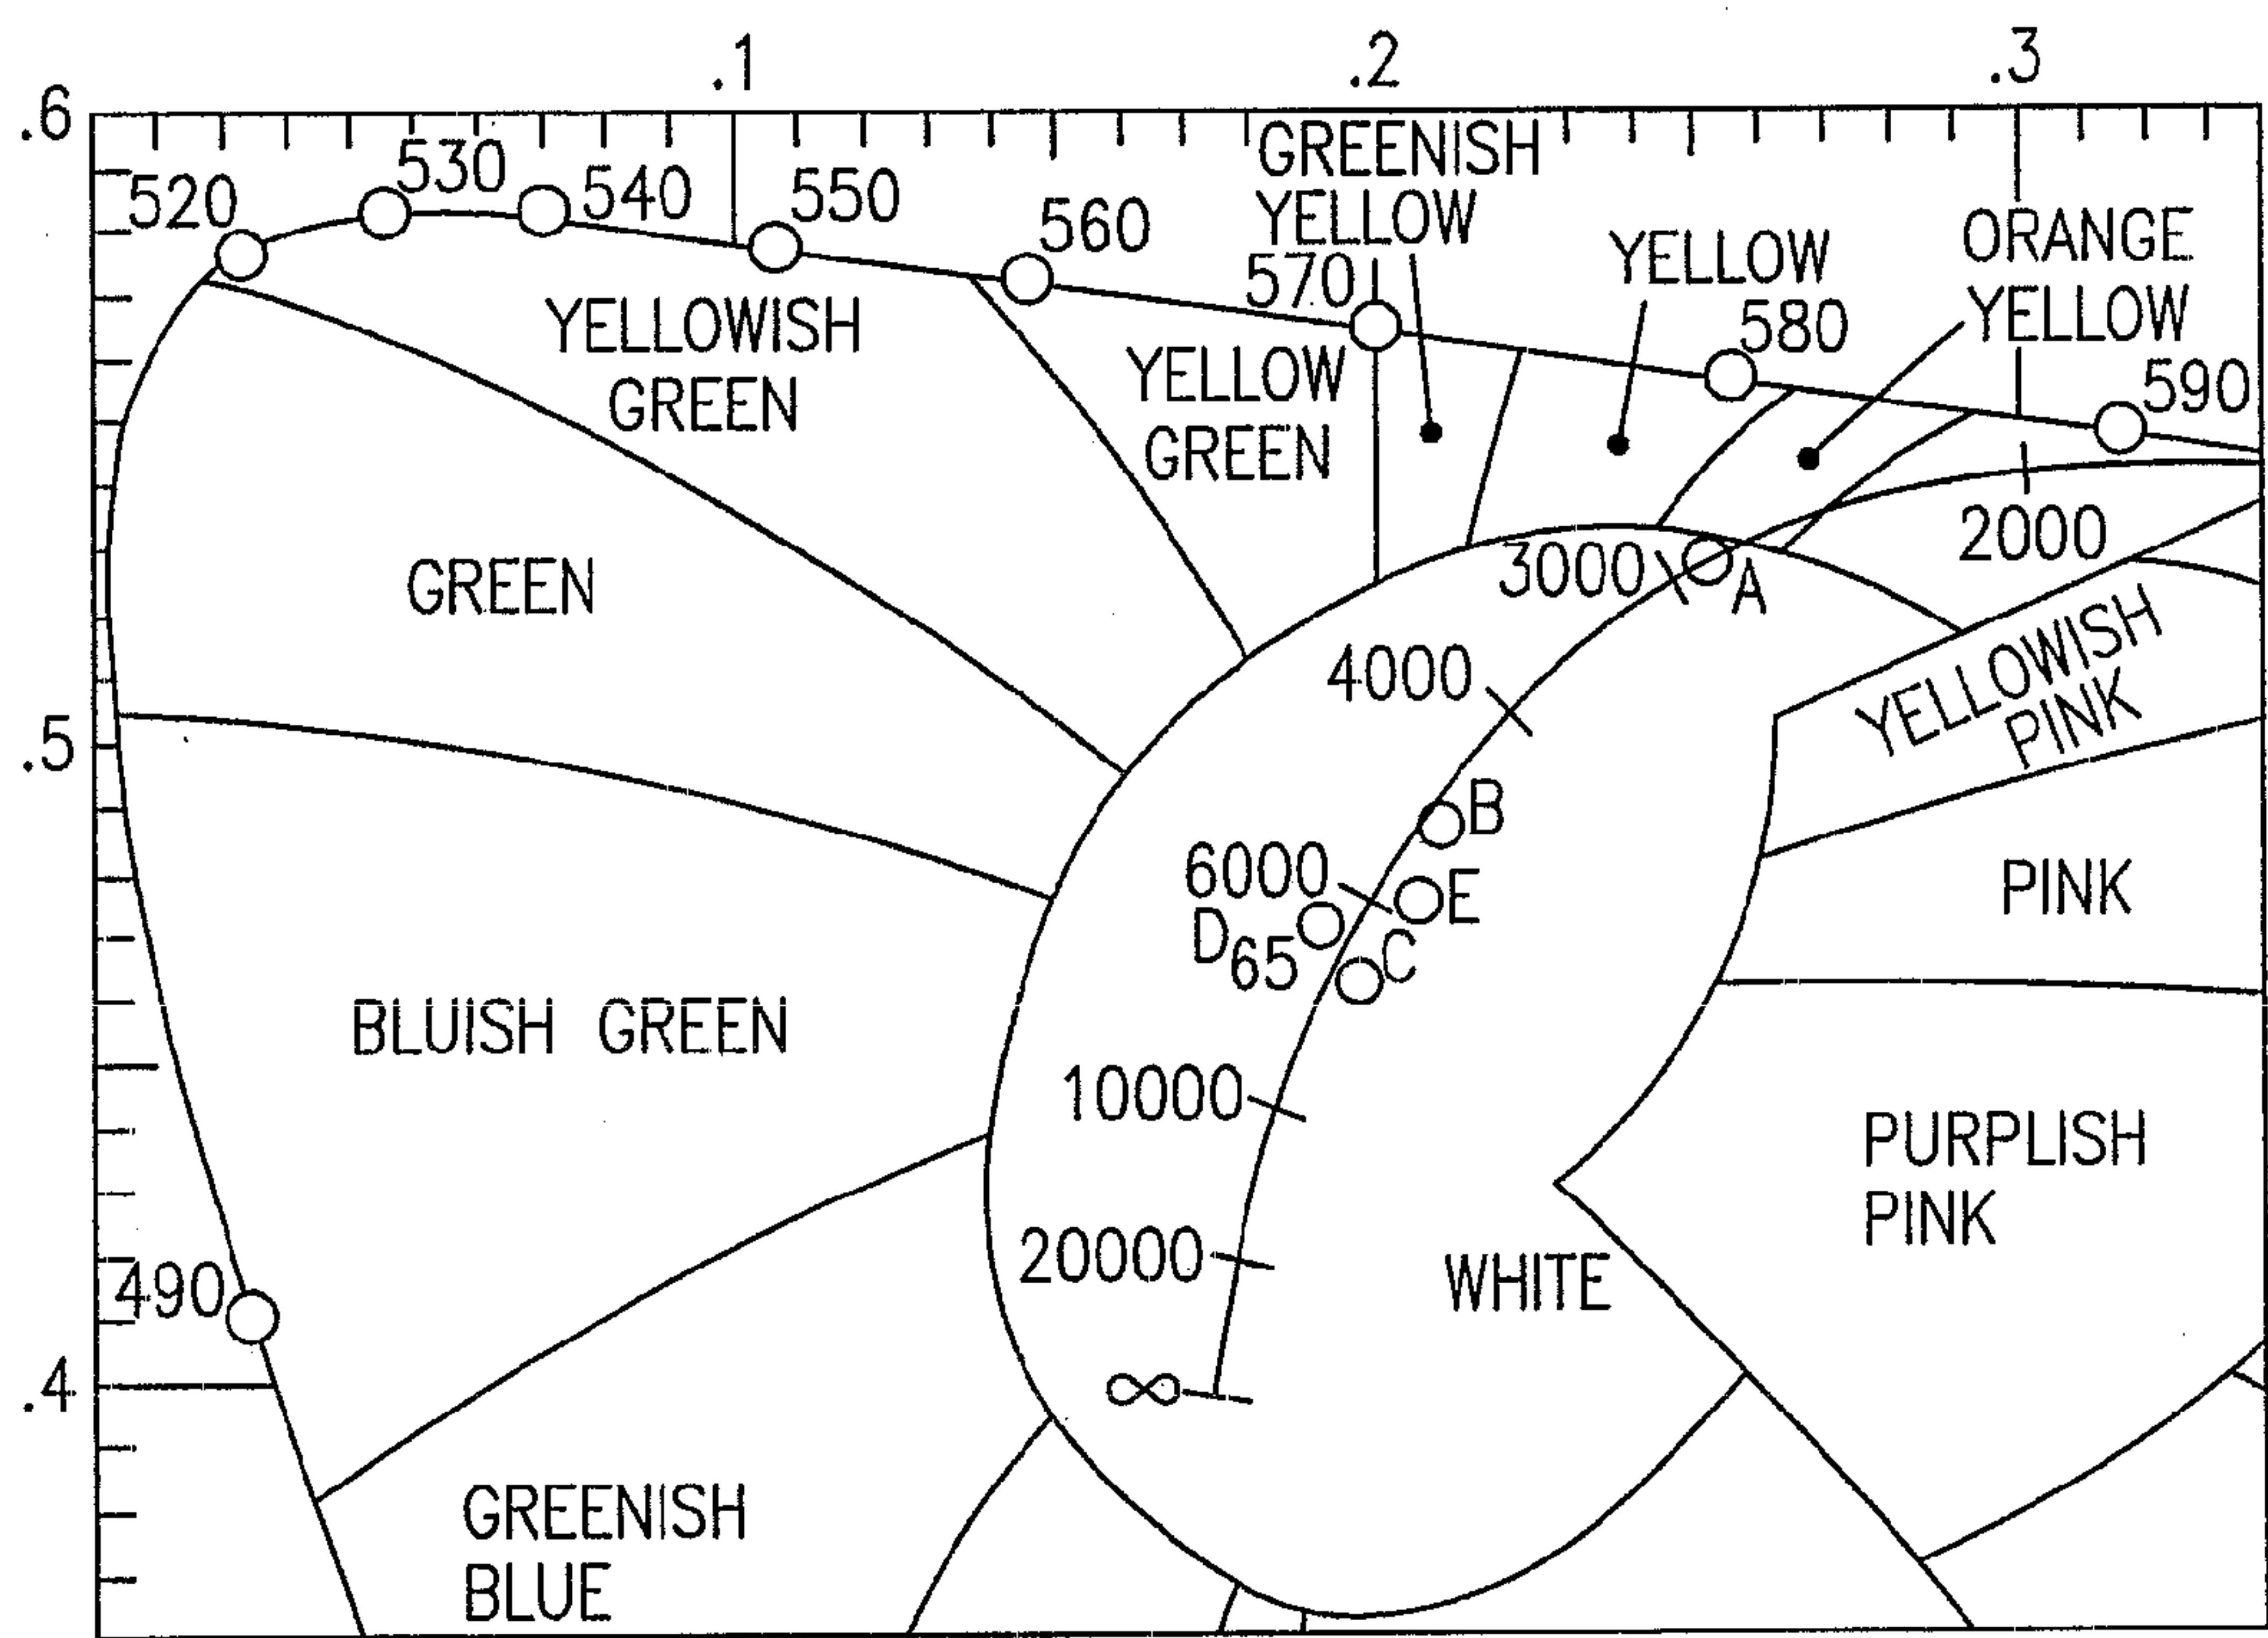 .1
.2
.3
.6
520
530
540
550
560
GREENISH
YELLOW
570
YELLOW
580
ORANGE
YELLOW
590
YELLOWISH
GREEN
YELLOW
GREEN
GREEN
3000
A
2000
4000
YELLOWISH
PINK
.5
B
6000
E
PINK
D65
C
BLUISH GREEN
10000
PURPLISH
PINK
20000
WHITE
490
.4
∞
GREENISH
BLUE